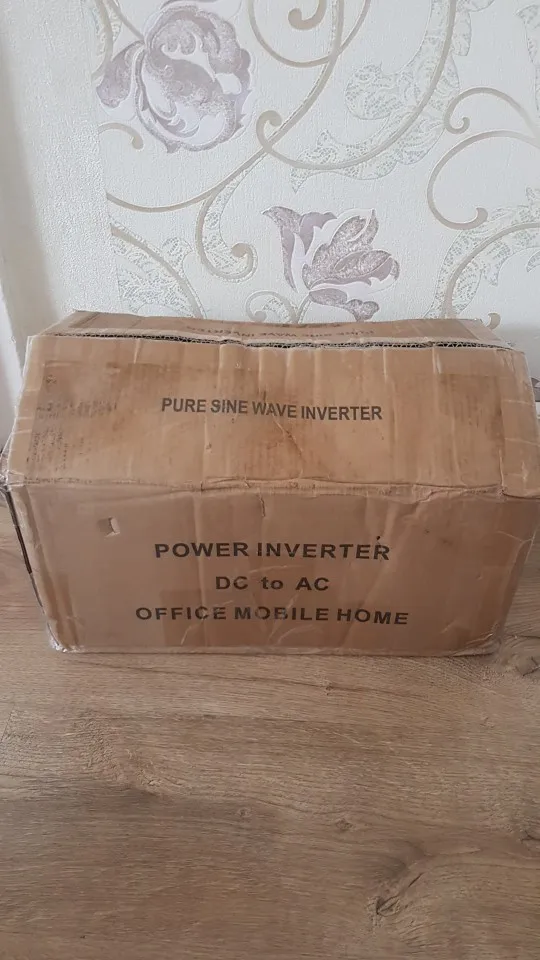 PURE SINE WAVE INVERTER
POWER INVERTER
DC to AC
OFFICE MOBILE HOME